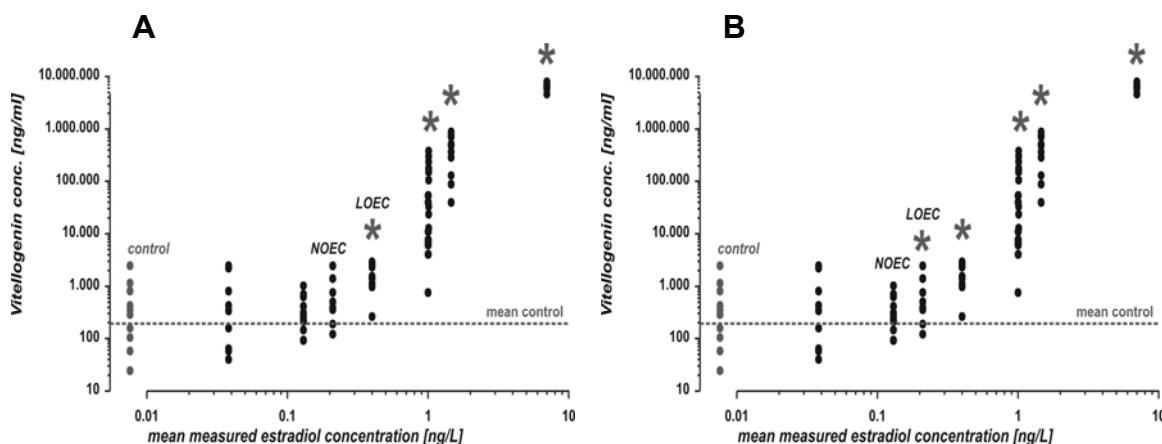 A
Vitellogenin conc. [ng/ml]
10.000.000
1.000.000
100.000
10.000
1.000
100
10
control
NOEC
LOEC
*
*
*
*
mean control
0.01 0.1 1 10
mean measured estradiol concentration [ng/L]
B
Vitellogenin conc. [ng/ml]
10.000.000
1.000.000
100.000
10.000
1.000
100
10
control
NOEC
LOEC
*
*
*
*
*
mean control
0.01 0.1 1 10
mean measured estradiol concentration [ng/L]